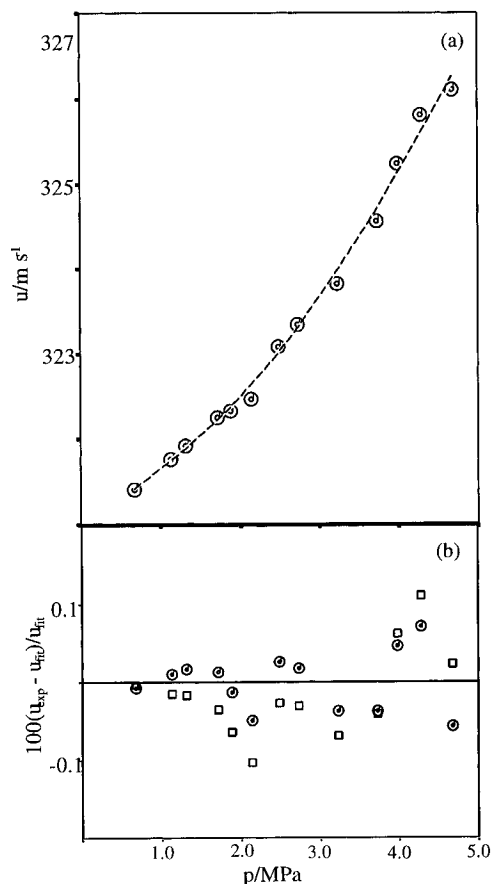 (a)
327
325
323
u/m s⁻¹
(b)
0.1
-0.1
100(u_exp - u_fit)/u_fit
1.0
2.0
3.0
4.0
5.0
p/MPa